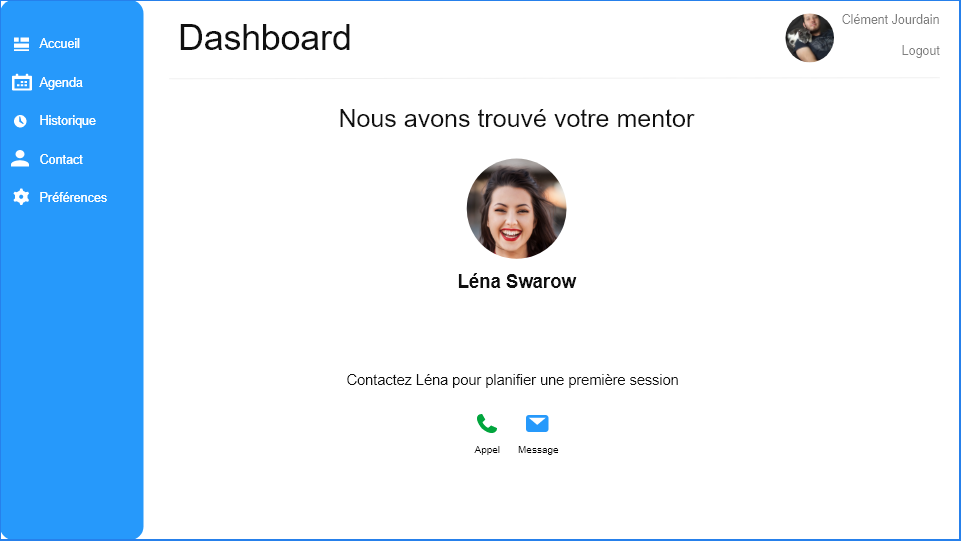 Dashboard
Clément Jourdain
Logout
Accueil
Agenda
Historique
Contact
Préférences
Nous avons trouvé votre mentor
Léna Swarow
Contactez Léna pour planifier une première session
Appel
Message